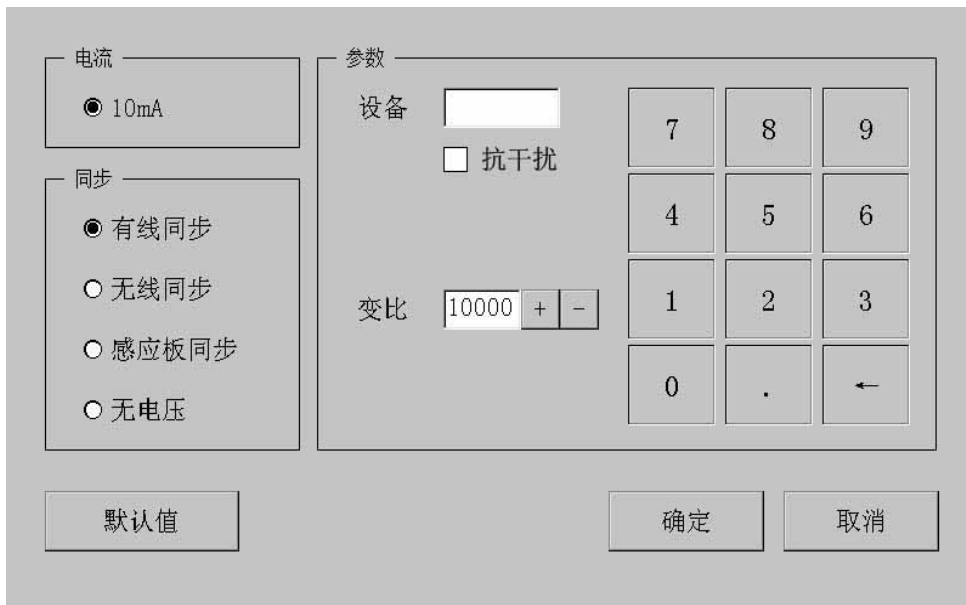 电流
10mA
同步
有线同步
无线同步
感应板同步
无电压
参数
设备
抗干扰
变比 10000 + -
7 8 9
4 5 6
1 2 3
0 . ←
默认值 确定 取消